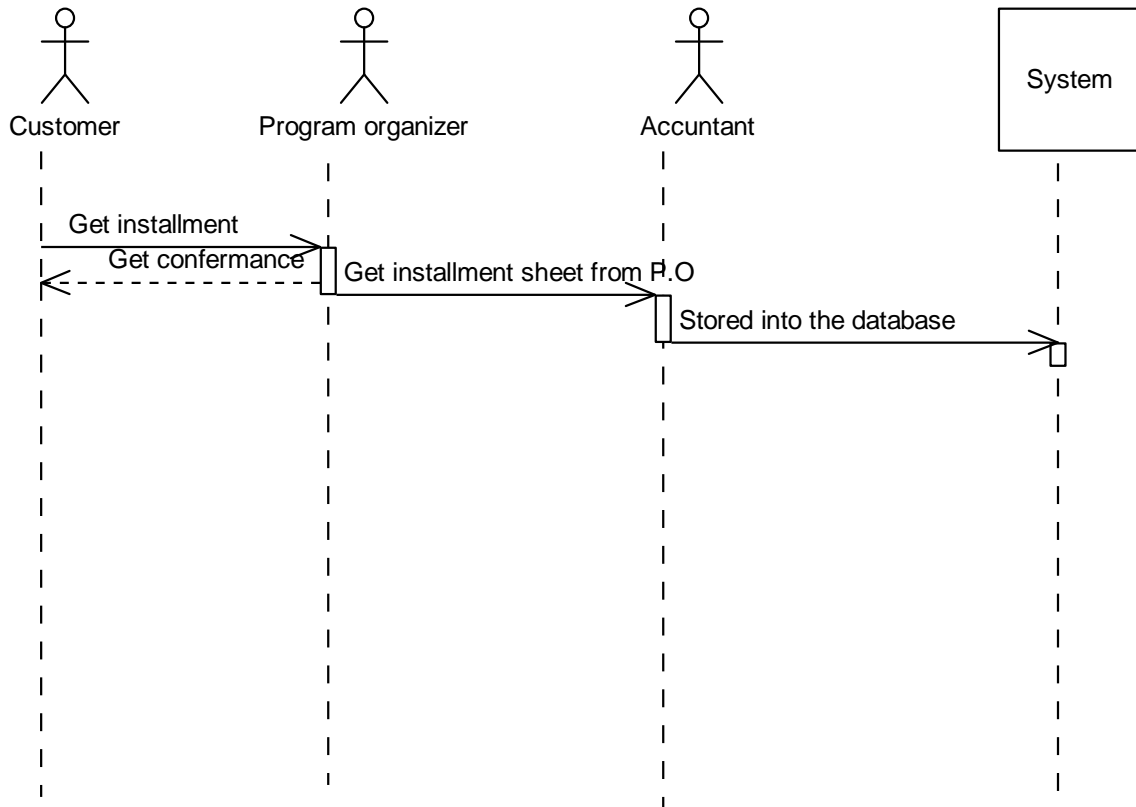 Customer
Program organizer
Accuntant
System
Get installment
Get confermance
Get installment sheet from P.O
Stored into the database